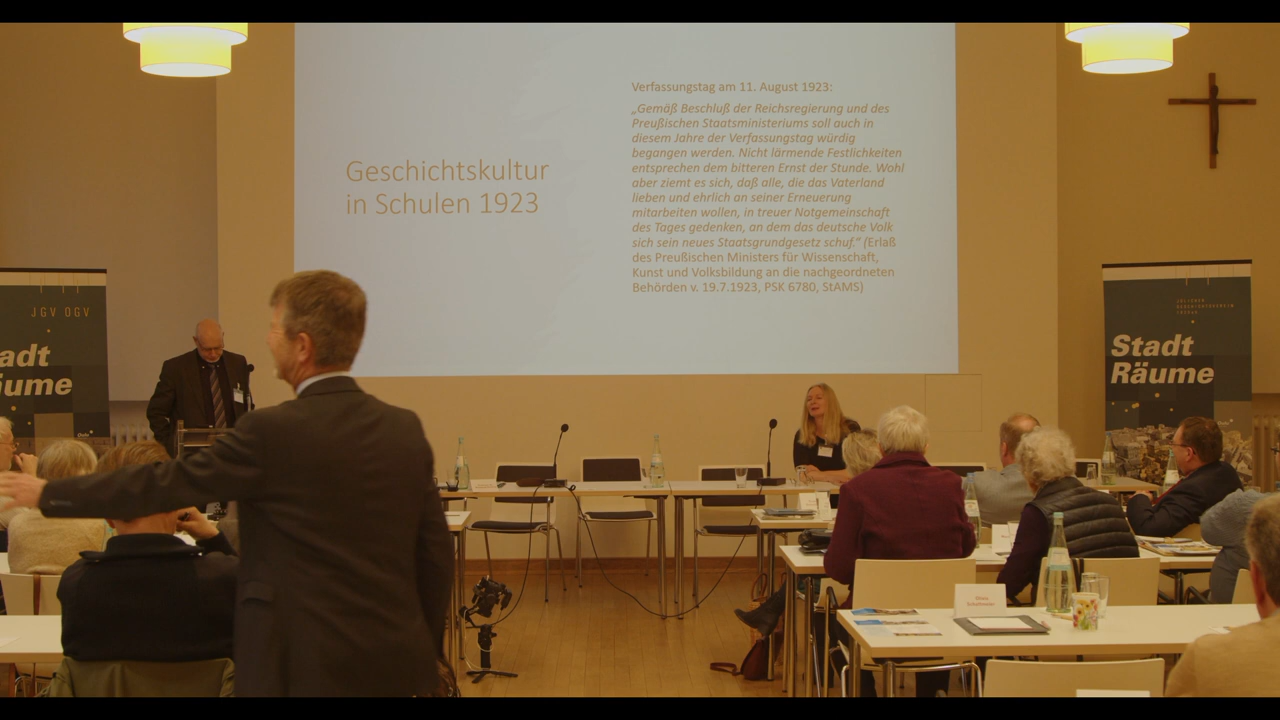 Geschichtskultur
in Schulen 1923
Verfassungstag am 11. August 1923:
„Gemäß Beschluß der Reichsregierung und des
Preußischen Staatsministeriums soll auch in
diesem Jahre der Verfassungstag würdig
begangen werden. Nicht lärmende Festlichkeiten
entsprechen dem bitteren Ernst der Stunde. Wohl
aber ziemt es sich, daß alle, die das Vaterland
lieben und ehrlich an seiner Erneuerung
mitarbeiten wollen, in treuer Notgemeinschaft
des Tages gedenken, an dem das deutsche Volk
sich sein neues Staatsgrundgesetz schuf.“ (Erlaß
des Preußischen Ministers für Wissenschaft,
Kunst und Volksbildung an die nachgeordneten
Behörden v. 19.7.1923, PSK 6780, StAMS)
JGV OGV
adt
äume
Stadt
Räume